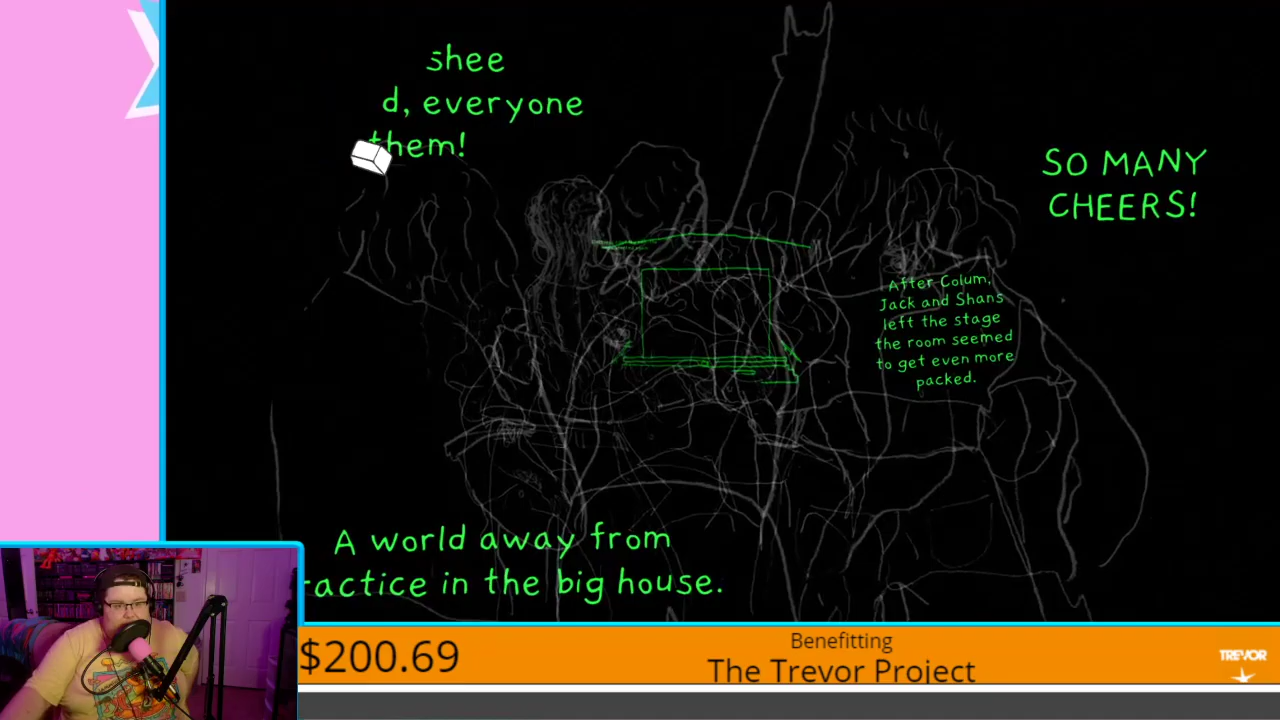 shee
d, everyone
them!
SO MANY
CHEERS!
After Colum,
Jack and Shans
left the stage
the room seemed
to get even more
packed.
A world away from
ractice in the big house.
$200.69
Benefitting
The Trevor Project
TREVOR